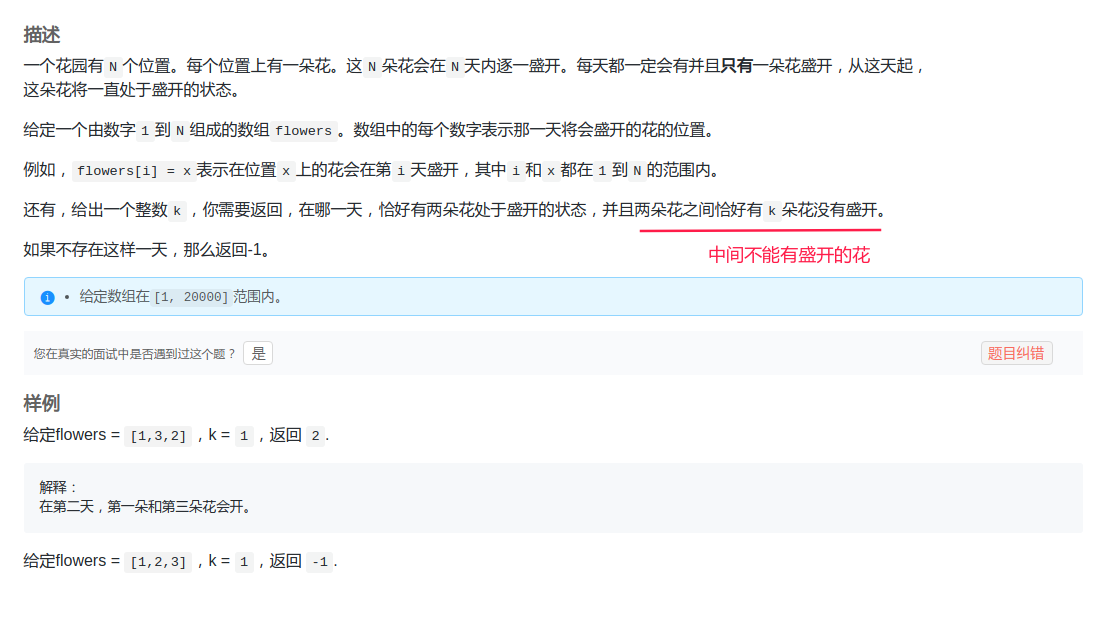 描述
一个花园有 N 个位置。每个位置上有一朵花。这 N 朵花会在 N 天内逐一盛开。每天都一定会有并且只有一朵花盛开，从这天起，
这朵花将一直处于盛开的状态。
给定一个由数字 1 到 N 组成的数组 flowers 。数组中的每个数字表示那一天将会盛开的花的位置。
例如， flowers[i] = x 表示在位置 x 上的花会在第 i 天盛开，其中 i 和 x 都在 1 到 N 的范围内。
还有，给出一个整数 k ，你需要返回，在哪一天，恰好有两朵花处于盛开的状态，并且两朵花之间恰好有 k 朵花没有盛开。
如果不存在这样一天，那么返回-1。
中间不能有盛开的花
• 给定数组在 [1, 20000] 范围内。
您在真实的面试中是否遇到过这个题？ 是 题目纠错
样例
给定flowers = [1,3,2] ，k = 1 ，返回 2 .
解释：
在第二天，第一朵和第三朵花会开。
给定flowers = [1,2,3] ，k = 1 ，返回 -1 .